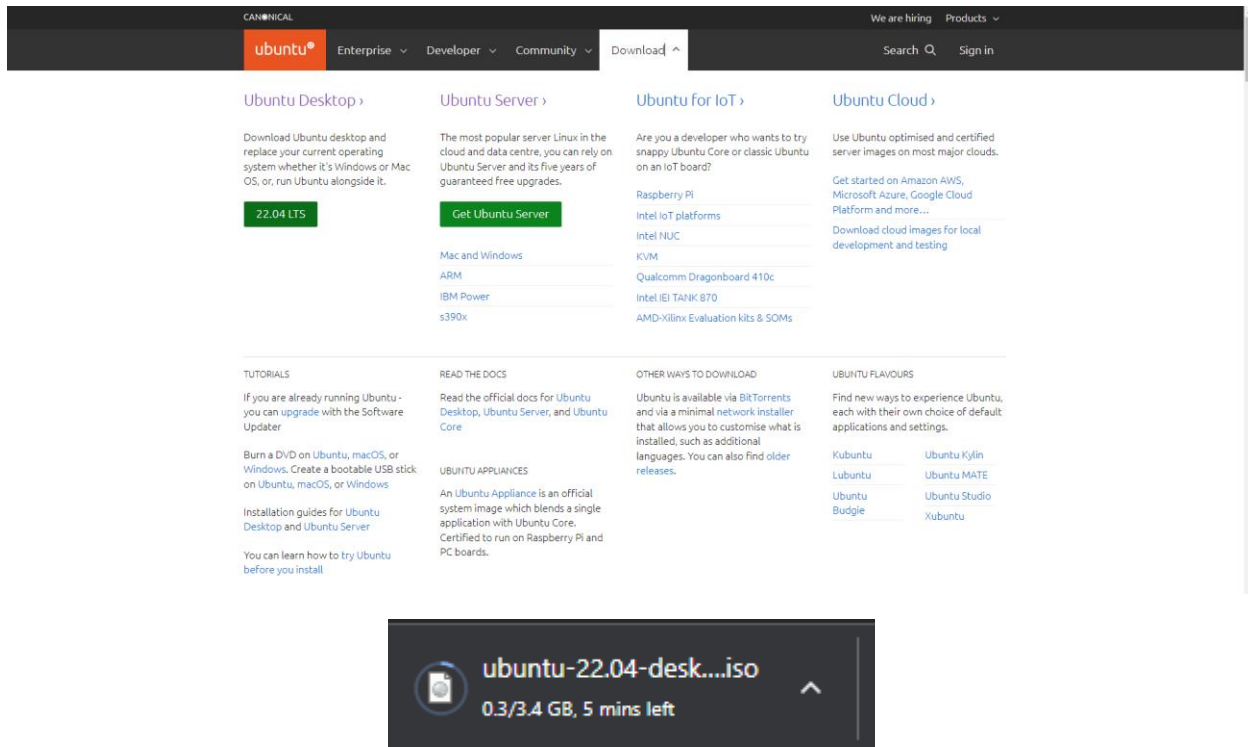 CANONICAL
We are hiring Products
ubuntu
Enterprise
Developer
Community
Download
Search
Sign in
Ubuntu Desktop ›
Download Ubuntu desktop and
replace your current operating
system whether it's Windows or Mac
OS, or, run Ubuntu alongside it.
22.04 LTS
Ubuntu Server ›
The most popular server Linux in the
cloud and data centre, you can rely on
Ubuntu Server and its five years of
guaranteed free upgrades.
Get Ubuntu Server
Mac and Windows
ARM
IBM Power
s390x
Ubuntu for IoT ›
Are you a developer who wants to try
snappy Ubuntu Core or classic Ubuntu
on an IoT board?
Raspberry Pi
Intel IoT platforms
Intel NUC
KVM
Qualcomm Dragonboard 410c
Intel IEI TANK 870
AMD-Xilinx Evaluation kits & SOMs
Ubuntu Cloud ›
Use Ubuntu optimised and certified
server images on most major clouds.
Get started on Amazon AWS,
Microsoft Azure, Google Cloud
Platform and more…
Download cloud images for local
development and testing
TUTORIALS
If you are already running Ubuntu -
you can upgrade with the Software
Updater
Burn a DVD on Ubuntu, macOS, or
Windows. Create a bootable USB stick
on Ubuntu, macOS, or Windows
Installation guides for Ubuntu
Desktop and Ubuntu Server
You can learn how to try Ubuntu
before you install
READ THE DOCS
Read the official docs for Ubuntu
Desktop, Ubuntu Server, and Ubuntu
Core
UBUNTU APPLIANCES
An Ubuntu Appliance is an official
system image which blends a single
application with Ubuntu Core.
Certified to run on Raspberry Pi and
PC boards.
OTHER WAYS TO DOWNLOAD
Ubuntu is available via BitTorrents
and via a minimal network installer
that allows you to customise what is
installed, such as additional
languages. You can also find older
releases.
UBUNTU FLAVOURS
Find new ways to experience Ubuntu,
each with their own choice of default
applications and settings.
Kubuntu
Lubuntu
Ubuntu
Budgie
Ubuntu Kylin
Ubuntu MATE
Ubuntu Studio
Xubuntu
ubuntu-22.04-desk....iso
0.3/3.4 GB, 5 mins left